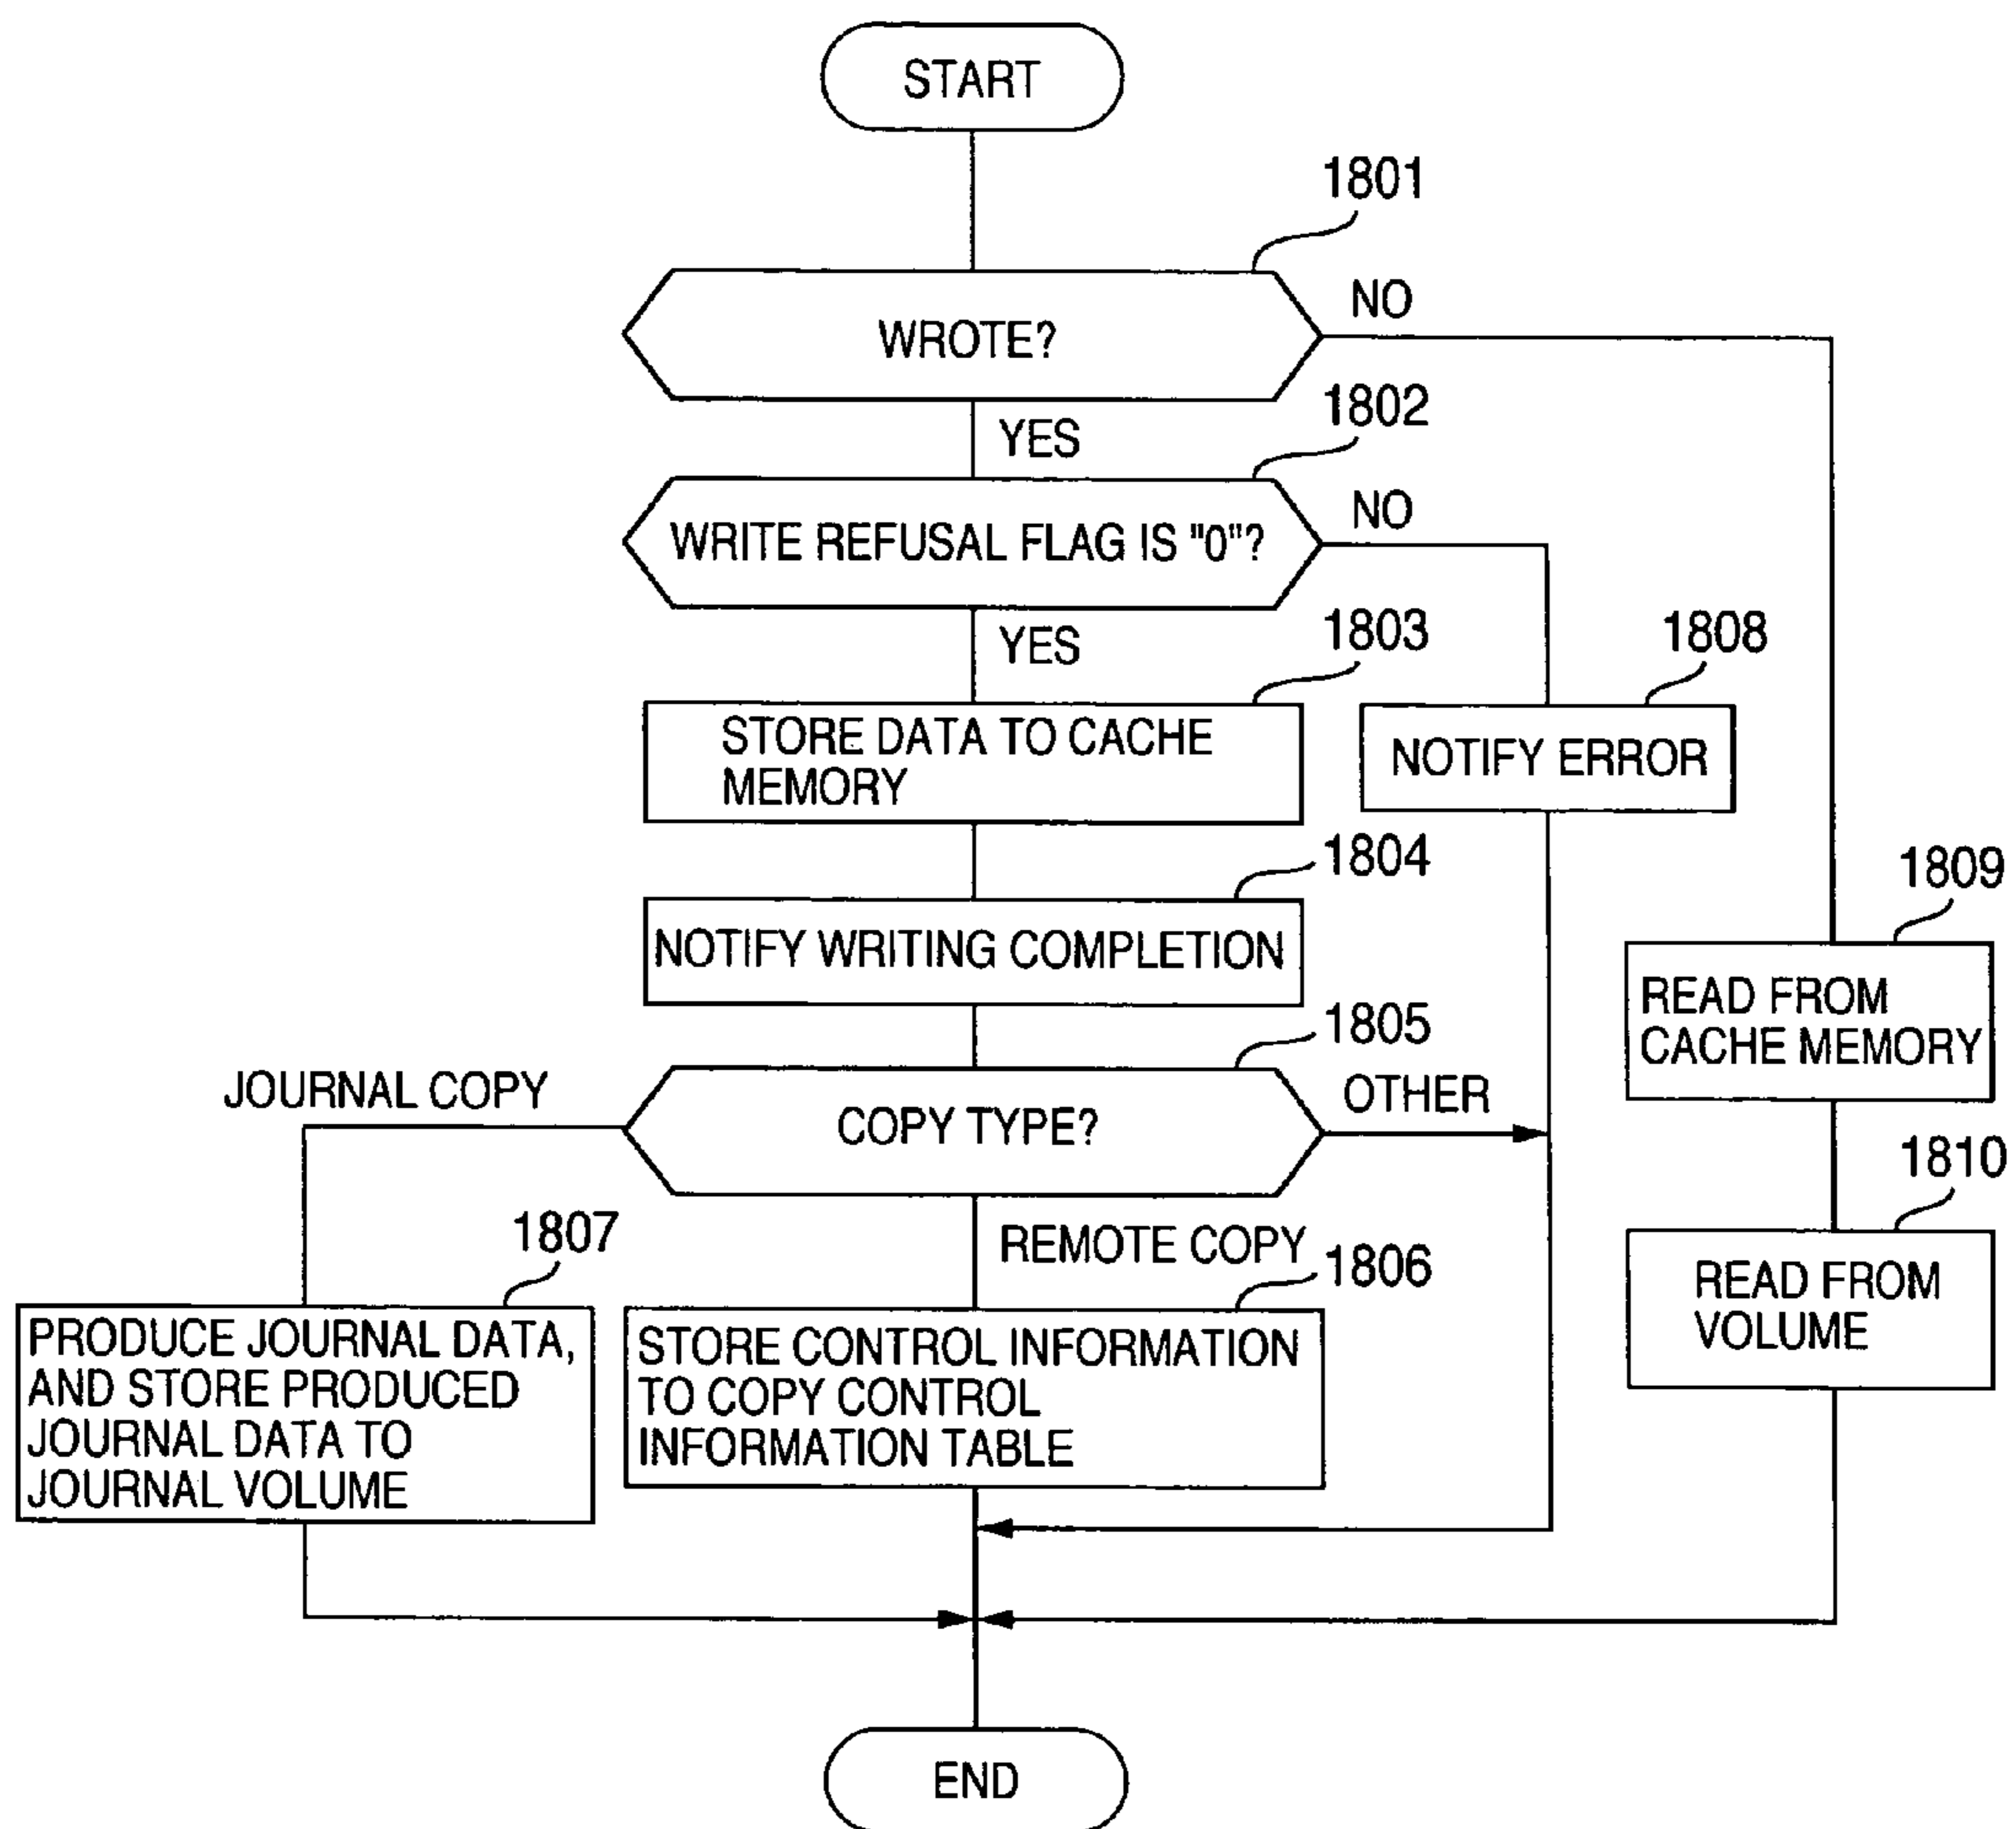 START
1801
WROTE?
NO
YES
1802
WRITE REFUSAL FLAG IS "0"?
NO
YES
1803
STORE DATA TO CACHE
MEMORY
1808
NOTIFY ERROR
1804
NOTIFY WRITING COMPLETION
1809
READ FROM
CACHE MEMORY
1805
COPY TYPE?
JOURNAL COPY
OTHER
REMOTE COPY
1810
READ FROM
VOLUME
1807
PRODUCE JOURNAL DATA,
AND STORE PRODUCED
JOURNAL DATA TO
JOURNAL VOLUME
1806
STORE CONTROL INFORMATION
TO COPY CONTROL
INFORMATION TABLE
END